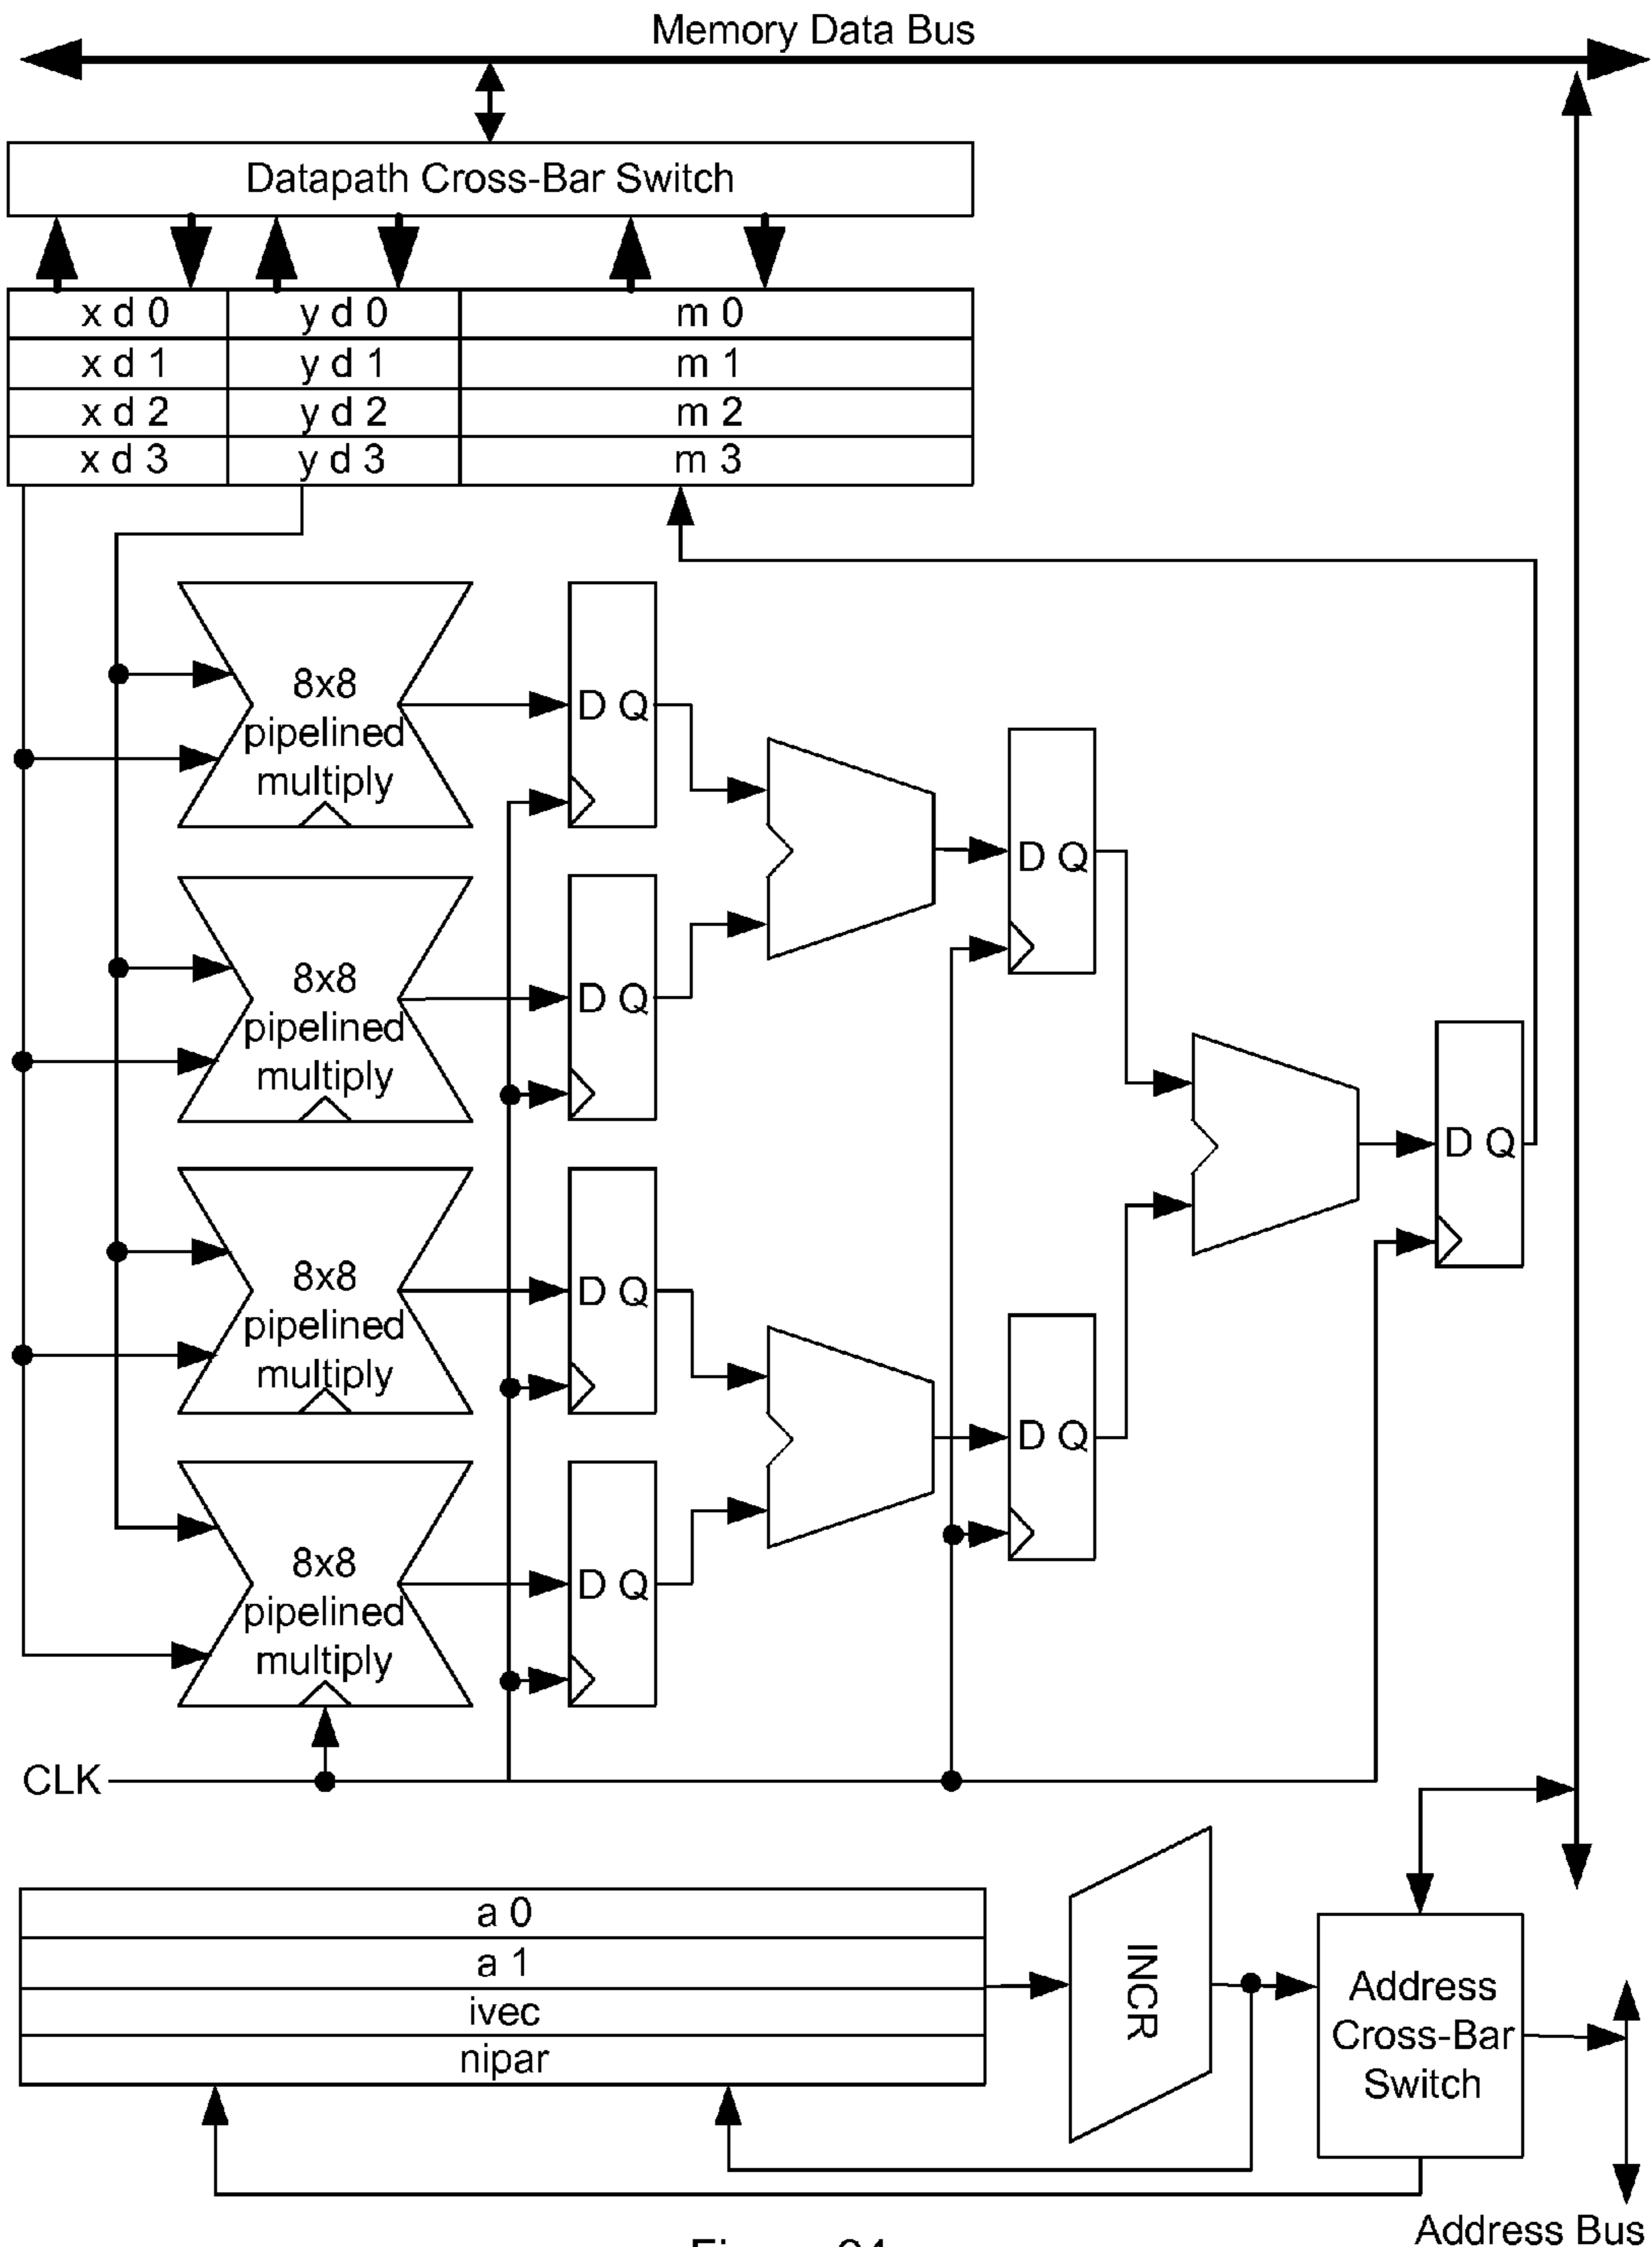 Memory Data Bus
Datapath Cross-Bar Switch
x d 0 y d 0 m 0
x d 1 y d 1 m 1
x d 2 y d 2 m 2
x d 3 y d 3 m 3
8x8
pipelined
multiply
D Q
D Q
8x8
pipelined
multiply
D Q
D Q
8x8
pipelined
multiply
D Q
D Q
8x8
pipelined
multiply
D Q
CLK
a 0
a 1
ivec
nipar
INCR
Address
Cross-Bar
Switch
Address Bus